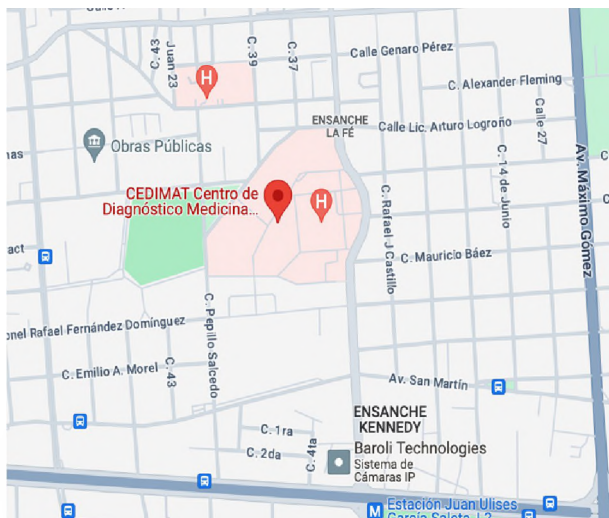 C. 43
Juan 23
C. 39
C. 37
Calle Genaro Pérez
C. Alexander Fleming
H
ENSANCHE
LA FÉ
Calle Lic. Arturo Logroño
Calle 27
Obras Públicas
CEDIMAT Centro de
Diagnóstico Medicina...
H
C. Rafael J Castillo
C. 14 de Junio
Av. Máximo Gómez
C. Mauricio Báez
C. Pepillo Salcedo
onel Rafael Fernández Domínguez
C. Emilio A. Morel
C. 43
Av. San Martín
ENSANCHE
KENNEDY
C. 1ra
C. 2da
C. 4ta
Baroli Technologies
Sistema de
Cámaras IP
M
Estación Juan Ulises